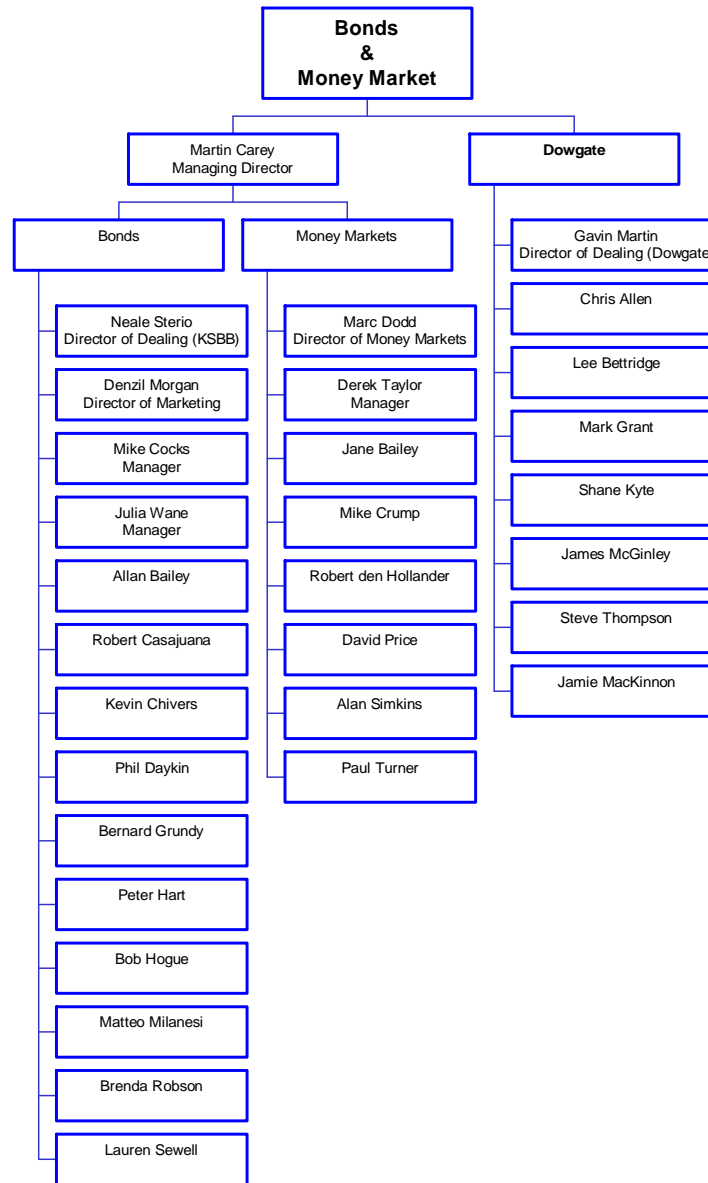 Bonds
&
Money Market
Martin Carey
Managing Director
Dowgate
Bonds
Money Markets
Neale Sterio
Director of Dealing (KSBB)
Denzil Morgan
Director of Marketing
Mike Cocks
Manager
Julia Wane
Manager
Allan Bailey
Robert Casajuana
Kevin Chivers
Phil Daykin
Bernard Grundy
Peter Hart
Bob Hogue
Matteo Milanesi
Brenda Robson
Lauren Sewell
Marc Dodd
Director of Money Markets
Derek Taylor
Manager
Jane Bailey
Mike Crump
Robert den Hollander
David Price
Alan Simkins
Paul Turner
Gavin Martin
Director of Dealing (Dowgate
Chris Allen
Lee Bettridge
Mark Grant
Shane Kyte
James McGinley
Steve Thompson
Jamie MacKinnon